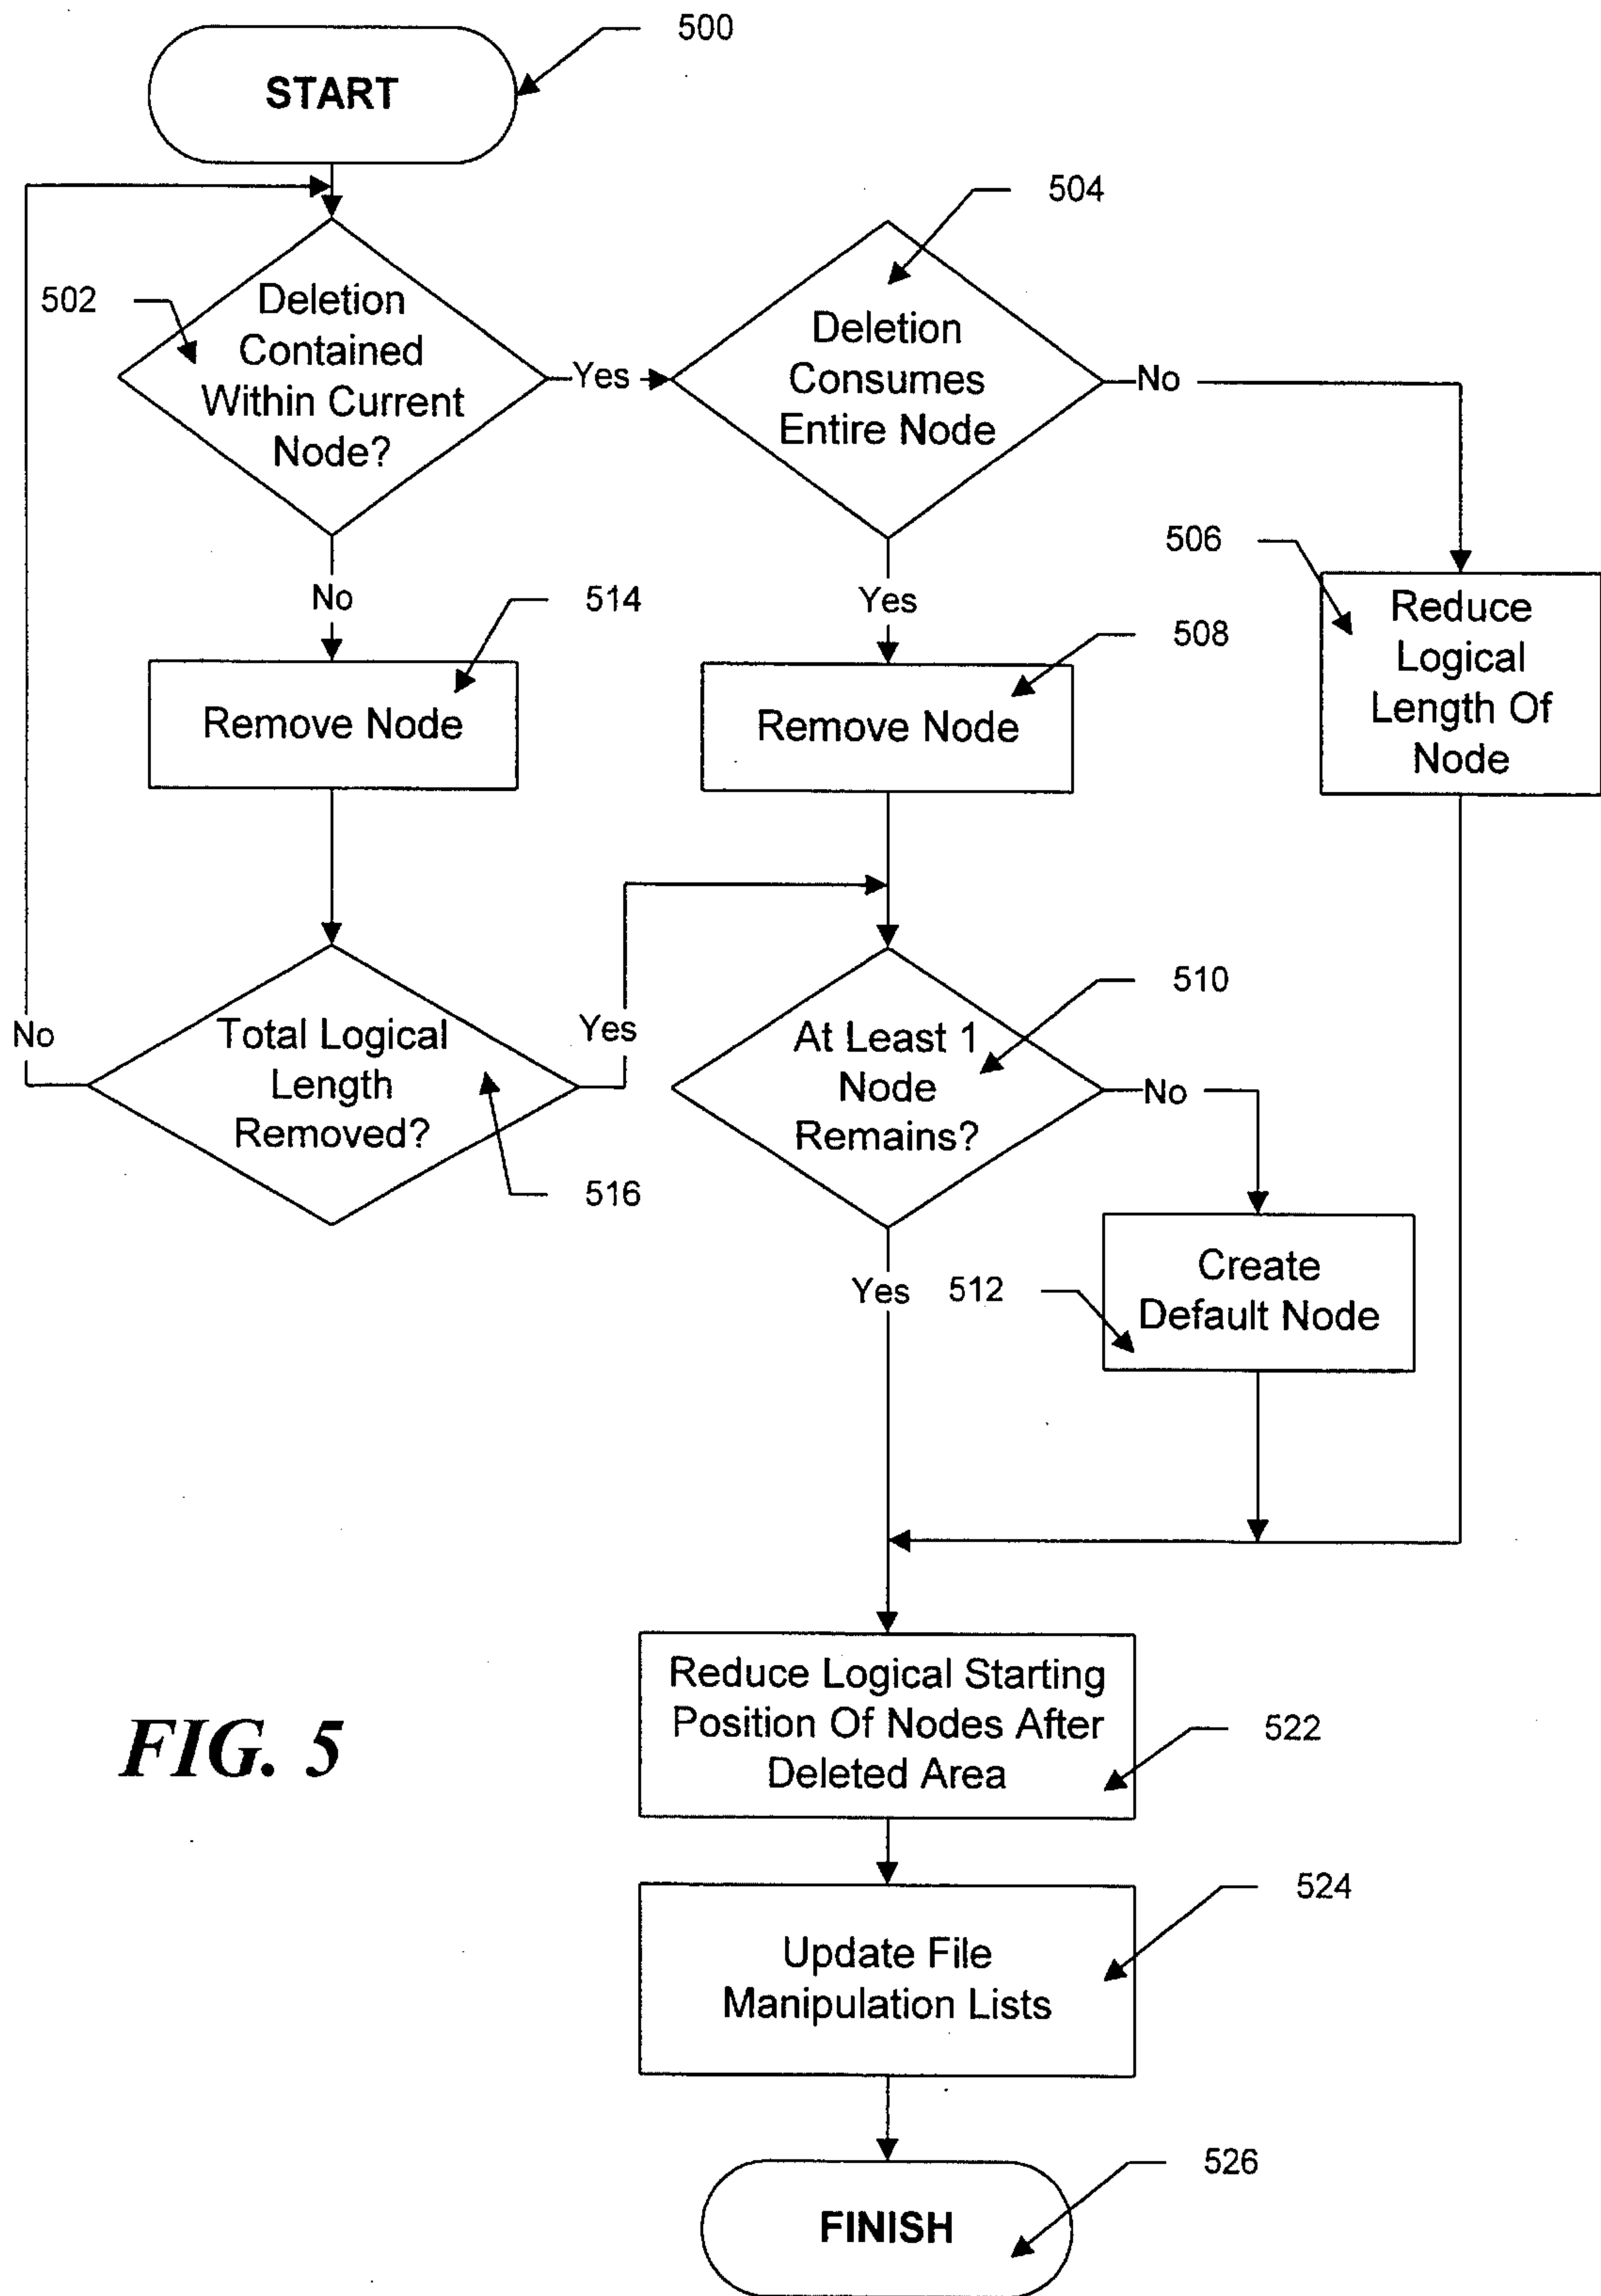 500
START
504
502
Deletion
Contained
Within Current
Node?
Yes
Deletion
Consumes
Entire Node
No
506
Reduce
Logical
Length Of
Node
No
514
Yes
508
Remove Node
Remove Node
510
No
Total Logical
Length
Removed?
Yes
At Least 1
Node
Remains?
No
516
Yes
512
Create
Default Node
Reduce Logical Starting
Position Of Nodes After
Deleted Area
522
FIG. 5
524
Update File
Manipulation Lists
526
FINISH